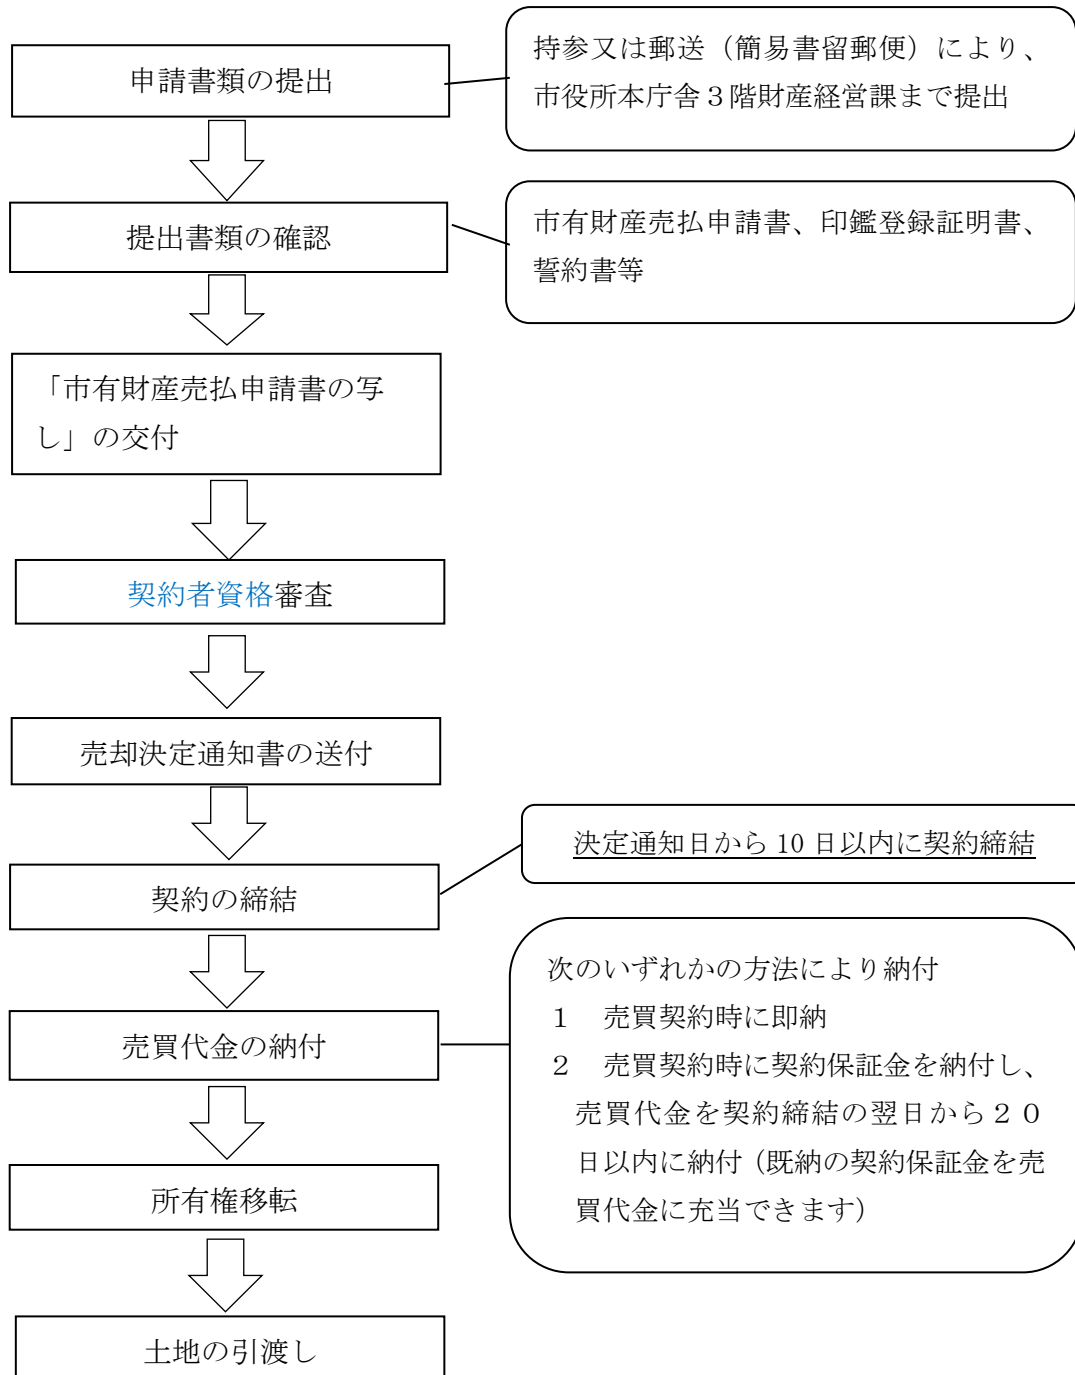 申請書類の提出
持参又は郵送（簡易書留郵便）により、
市役所本庁舎３階財産経営課まで提出
提出書類の確認
市有財産売払申請書、印鑑登録証明書、
誓約書等
「市有財産売払申請書の写
し」の交付
契約者資格審査
売却決定通知書の送付
契約の締結
決定通知日から 10 日以内に契約締結
売買代金の納付
次のいずれかの方法により納付
１　売買契約時に即納
２　売買契約時に契約保証金を納付し、
売買代金を契約締結の翌日から２０
日以内に納付（既納の契約保証金を売
買代金に充当できます）
所有権移転
土地の引渡し